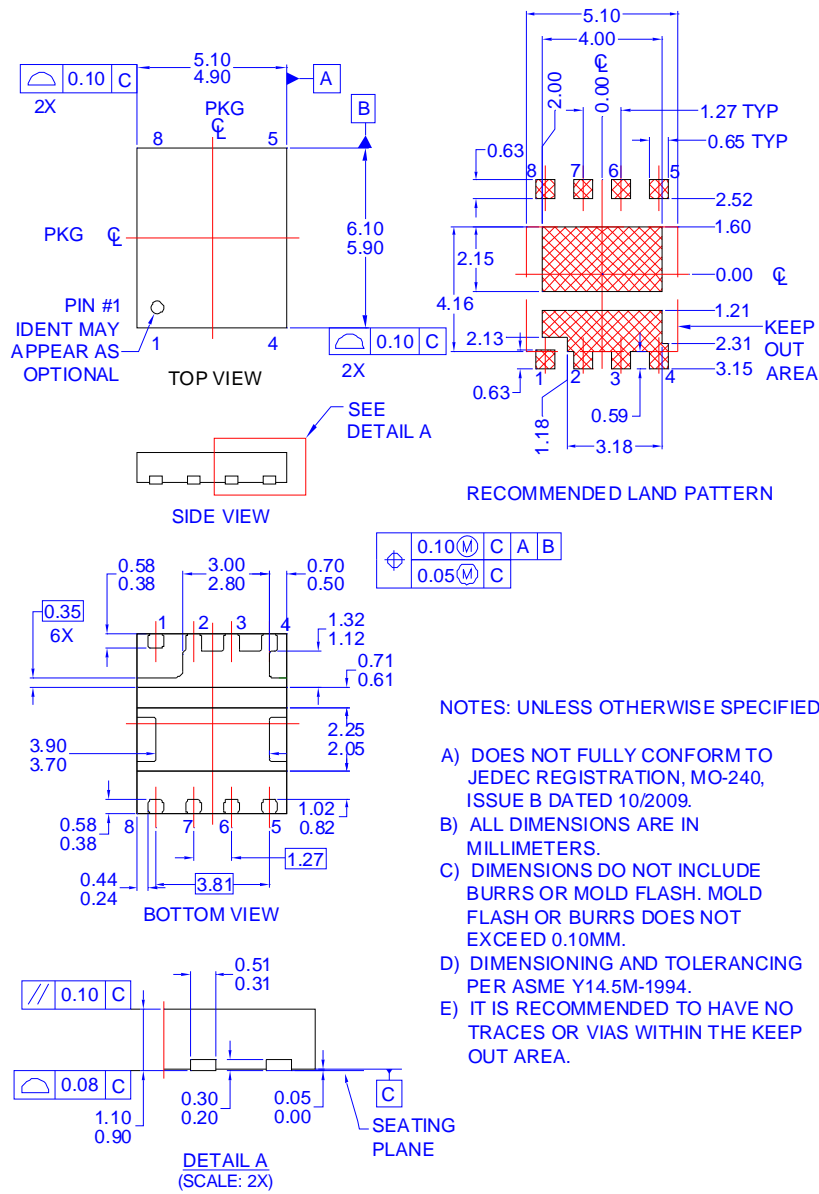 5.10
4.90
0.10 C
2X
A
PKG
CL
B
8 5
PKG CL
6.10
5.90
PIN #1
IDENT MAY
APPEAR AS
OPTIONAL
1 4
0.10 C
2X
TOP VIEW
SEE
DETAIL A
SIDE VIEW
5.10
4.00
CL
2.00
0.00
1.27 TYP
0.65 TYP
0.63
8 7 6 5
2.52
1.60
2.15
0.00 CL
4.16
1.21
KEEP
OUT
AREA
2.13
2.31
3.15
1 2 3 4
0.63
0.59
1.18
3.18
RECOMMENDED LAND PATTERN
0.10 Ⓜ C A B
0.05 Ⓜ C
0.58
0.38
3.00
2.80
0.70
0.50
0.35
6X
1 2 3 4
1.32
1.12
0.71
0.61
3.90
3.70
2.25
2.05
0.58
0.38
1.02
0.82
8 7 6 5
1.27
0.44
0.24
3.81
BOTTOM VIEW
NOTES: UNLESS OTHERWISE SPECIFIED
A) DOES NOT FULLY CONFORM TO
JEDEC REGISTRATION, MO-240,
ISSUE B DATED 10/2009.
B) ALL DIMENSIONS ARE IN
MILLIMETERS.
C) DIMENSIONS DO NOT INCLUDE
BURRS OR MOLD FLASH. MOLD
FLASH OR BURRS DOES NOT
EXCEED 0.10MM.
D) DIMENSIONING AND TOLERANCING
PER ASME Y14.5M-1994.
E) IT IS RECOMMENDED TO HAVE NO
TRACES OR VIAS WITHIN THE KEEP
OUT AREA.
0.51
0.31
// 0.10 C
0.08 C
1.10
0.90
0.30
0.20
0.05
0.00
C
SEATING
PLANE
DETAIL A
(SCALE: 2X)